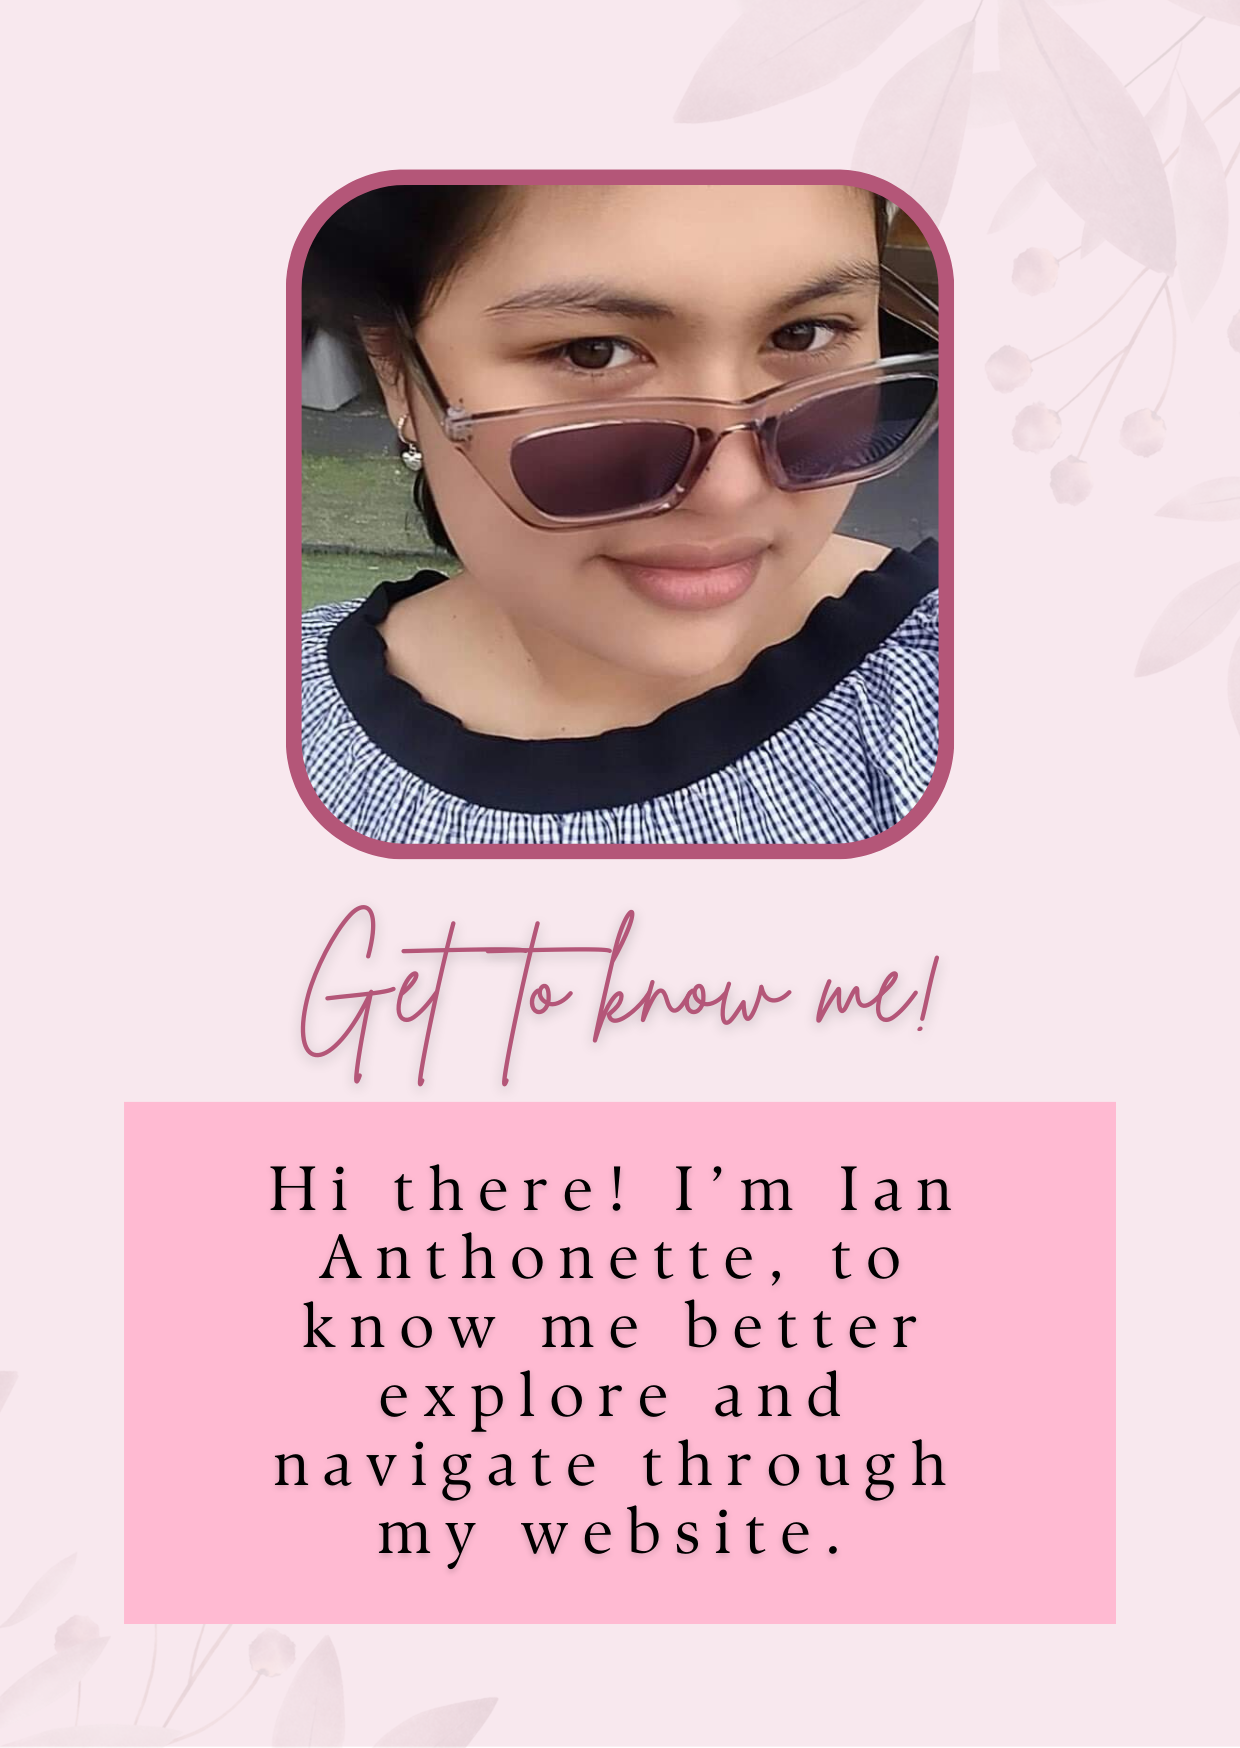 Get to know me!
Hi there! I’m Ian
Anthonette, to
know me better
explore and
navigate through
my website.